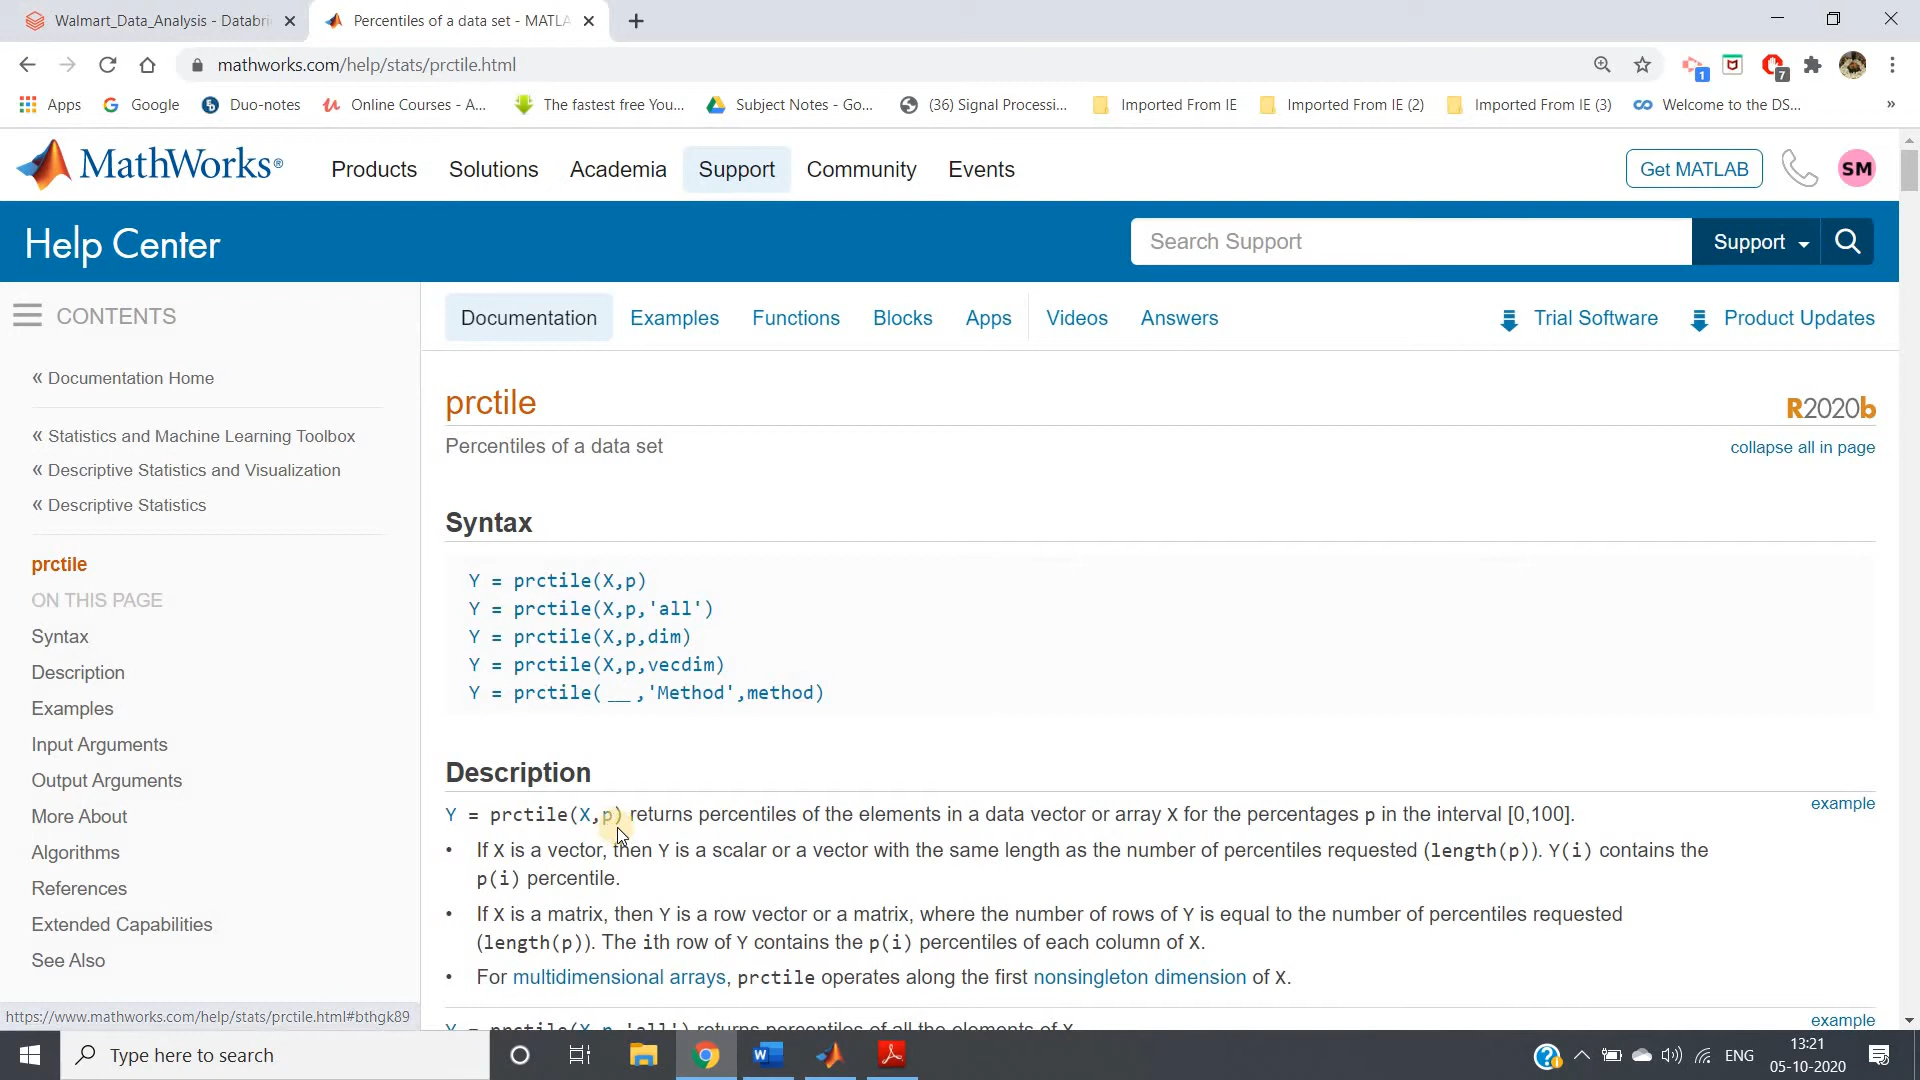 Walmart_Data_Analysis - Databri
Percentiles of a data set - MATLA
mathworks.com/help/stats/prctile.html
1
7
Apps
Google
Duo-notes
Online Courses - A...
The fastest free You...
Subject Notes - Go...
(36) Signal Processi...
Imported From IE
Imported From IE (2)
Imported From IE (3)
Welcome to the DS...
»
MathWorks®
Products
Solutions
Academia
Support
Community
Events
Get MATLAB
SM
Help Center
Search Support
Support
CONTENTS
Documentation
Examples
Functions
Blocks
Apps
Videos
Answers
Trial Software
Product Updates
« Documentation Home
« Statistics and Machine Learning Toolbox
« Descriptive Statistics and Visualization
« Descriptive Statistics
prctile
ON THIS PAGE
Syntax
Description
Examples
Input Arguments
Output Arguments
More About
Algorithms
References
Extended Capabilities
See Also
prctile
R2020b
Percentiles of a data set
collapse all in page
Syntax
Y = prctile(X,p)
Y = prctile(X,p,'all')
Y = prctile(X,p,dim)
Y = prctile(X,p,vecdim)
Y = prctile( __ ,'Method',method)
Description
Y = prctile(X,p) returns percentiles of the elements in a data vector or array X for the percentages p in the interval [0,100].
example
• If X is a vector, then Y is a scalar or a vector with the same length as the number of percentiles requested (length(p)). Y(i) contains the
p(i) percentile.
• If X is a matrix, then Y is a row vector or a matrix, where the number of rows of Y is equal to the number of percentiles requested
(length(p)). The ith row of Y contains the p(i) percentiles of each column of X.
• For multidimensional arrays, prctile operates along the first nonsingleton dimension of X.
Y = prctile(X,p,'all') returns percentiles of all the elements of X.
example
https://www.mathworks.com/help/stats/prctile.html#bthgk89
Type here to search
ENG
13:21
05-10-2020